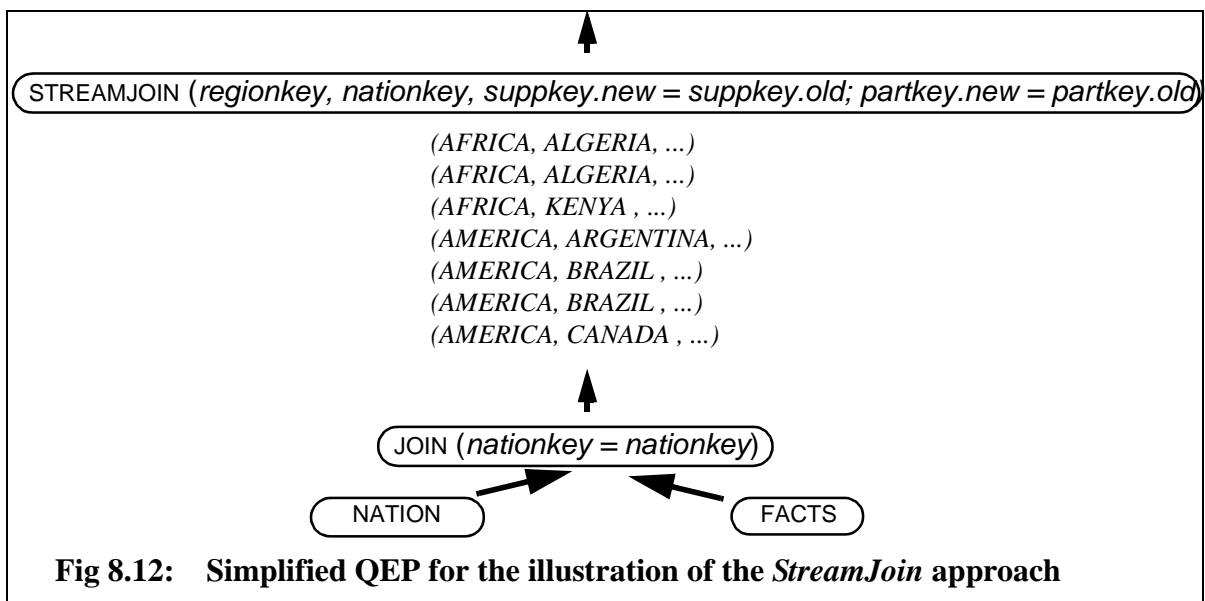 STREAMJOIN (regionkey, nationkey, suppkey.new = suppkey.old; partkey.new = partkey.old)
(AFRICA, ALGERIA, ...)
(AFRICA, ALGERIA, ...)
(AFRICA, KENYA , ...)
(AMERICA, ARGENTINA, ...)
(AMERICA, BRAZIL , ...)
(AMERICA, BRAZIL , ...)
(AMERICA, CANADA , ...)
JOIN (nationkey = nationkey)
NATION FACTS
Fig 8.12: Simplified QEP for the illustration of the StreamJoin approach